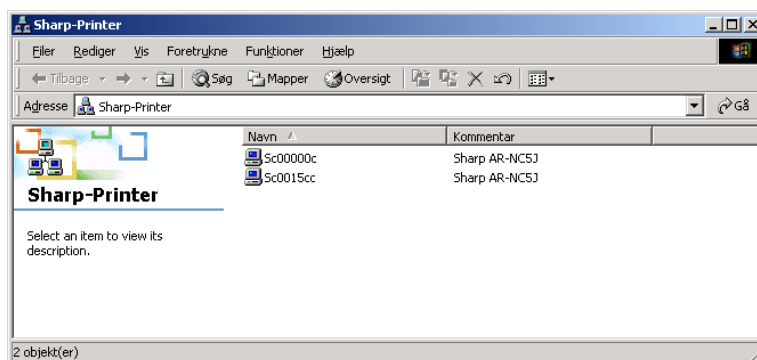 Sharp-Printer
Filer Rediger Vis Foretrykne Funktioner Hjælp
Tilbage Søg Mapper Oversigt
Adresse Sharp-Printer Gå
Navn Kommentar
Sc00000c Sharp AR-NC5J
Sc0015cc Sharp AR-NC5J
Sharp-Printer
Select an item to view its
description.
2 objekt(er)